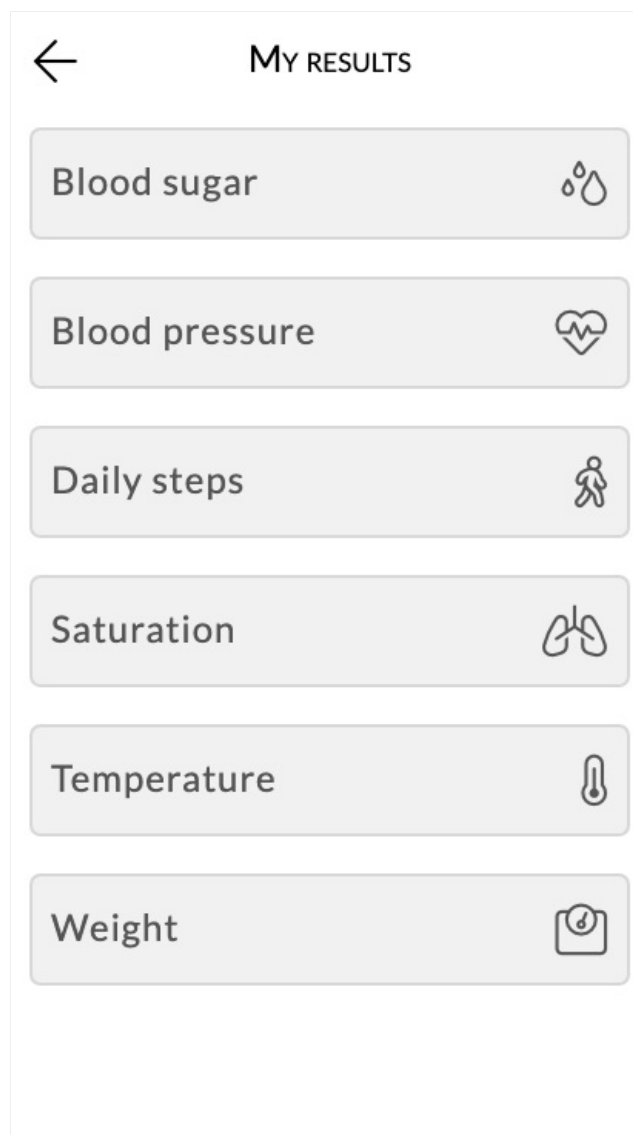 My results
Blood sugar
Blood pressure
Daily steps
Saturation
Temperature
Weight